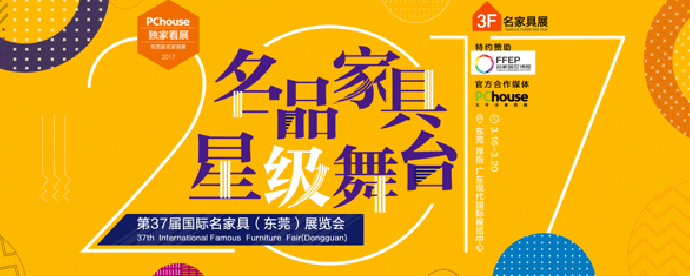 PChouse
独家看展
2017
3F 名家具展
特约赞助
FFEP
官方合作媒体
PChouse
2017
名品家具
星级舞台
3.16-3.20
东莞 厚街 广东现代国际展览中心
第37届国际名家具（东莞）展览会
37th International Famous Furniture Fair(Dongguan)